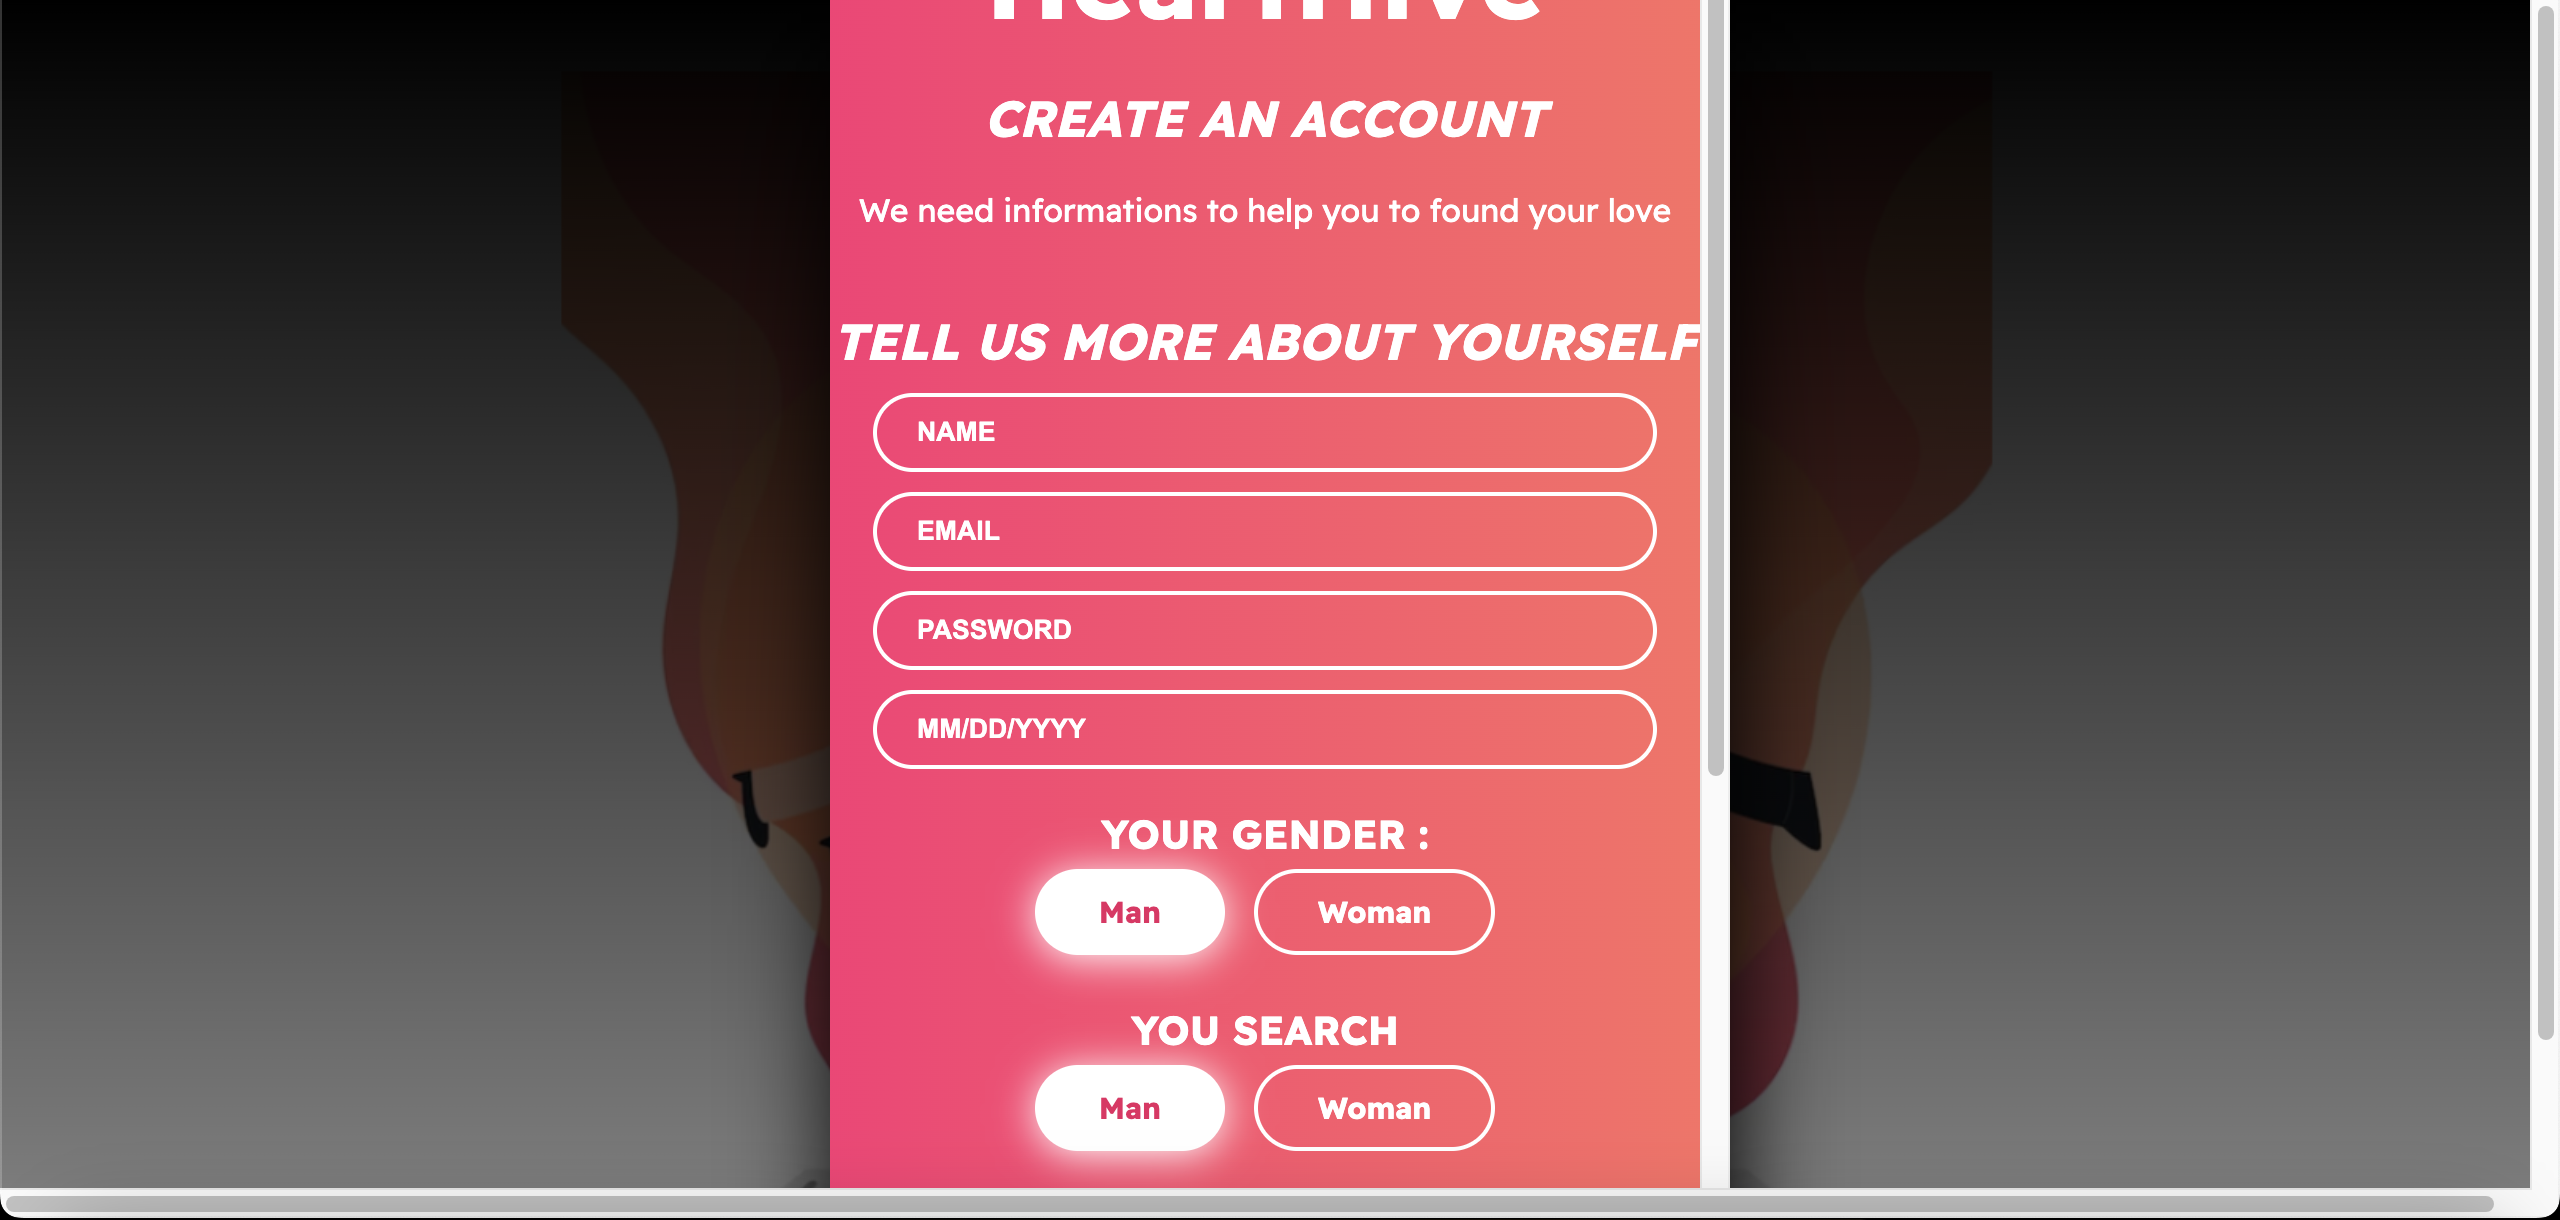 CREATE AN ACCOUNT
We need informations to help you to found your love
TELL US MORE ABOUT YOURSELF
NAME
EMAIL
PASSWORD
MM/DD/YYYY
YOUR GENDER :
Man Woman
YOU SEARCH
Man Woman